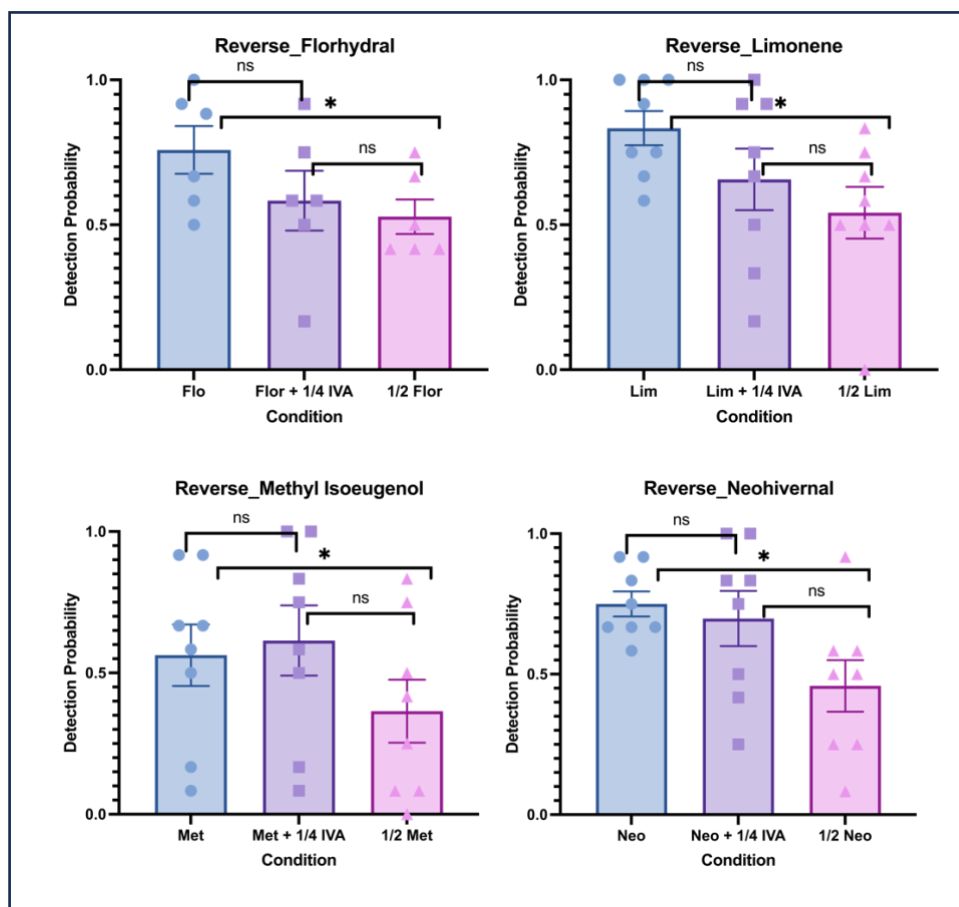 Reverse_Florhydral
ns
*
ns
1.0
0.5
0.0
Detection Probability
Flo
Flor + 1/4 IVA
1/2 Flor
Condition
Reverse_Limonene
ns
*
ns
1.0
0.5
0.0
Detection Probability
Lim
Lim + 1/4 IVA
1/2 Lim
Condition
Reverse_Methyl Isoeugenol
ns
*
ns
1.0
0.5
0.0
Detection Probability
Met
Met + 1/4 IVA
1/2 Met
Condition
Reverse_Neohivernal
ns
*
ns
1.0
0.5
0.0
Detection Probability
Neo
Neo + 1/4 IVA
1/2 Neo
Condition